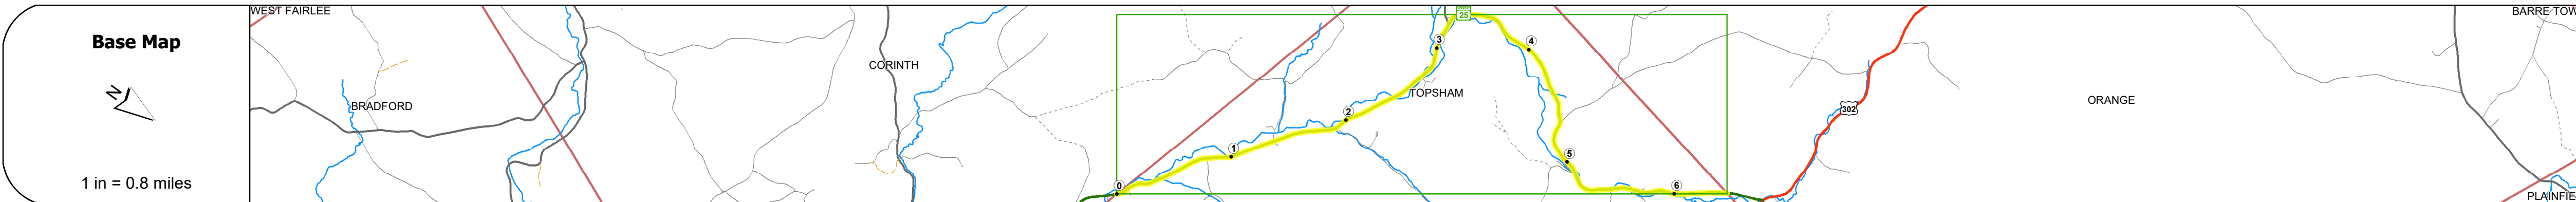 Base Map
N
1 in = 0.8 miles
WEST FAIRLEE
BRADFORD
CORINTH
0
1
2
3
25
4
5
6
TOPSHAM
302
ORANGE
BARRE TOW
PLAINFIE